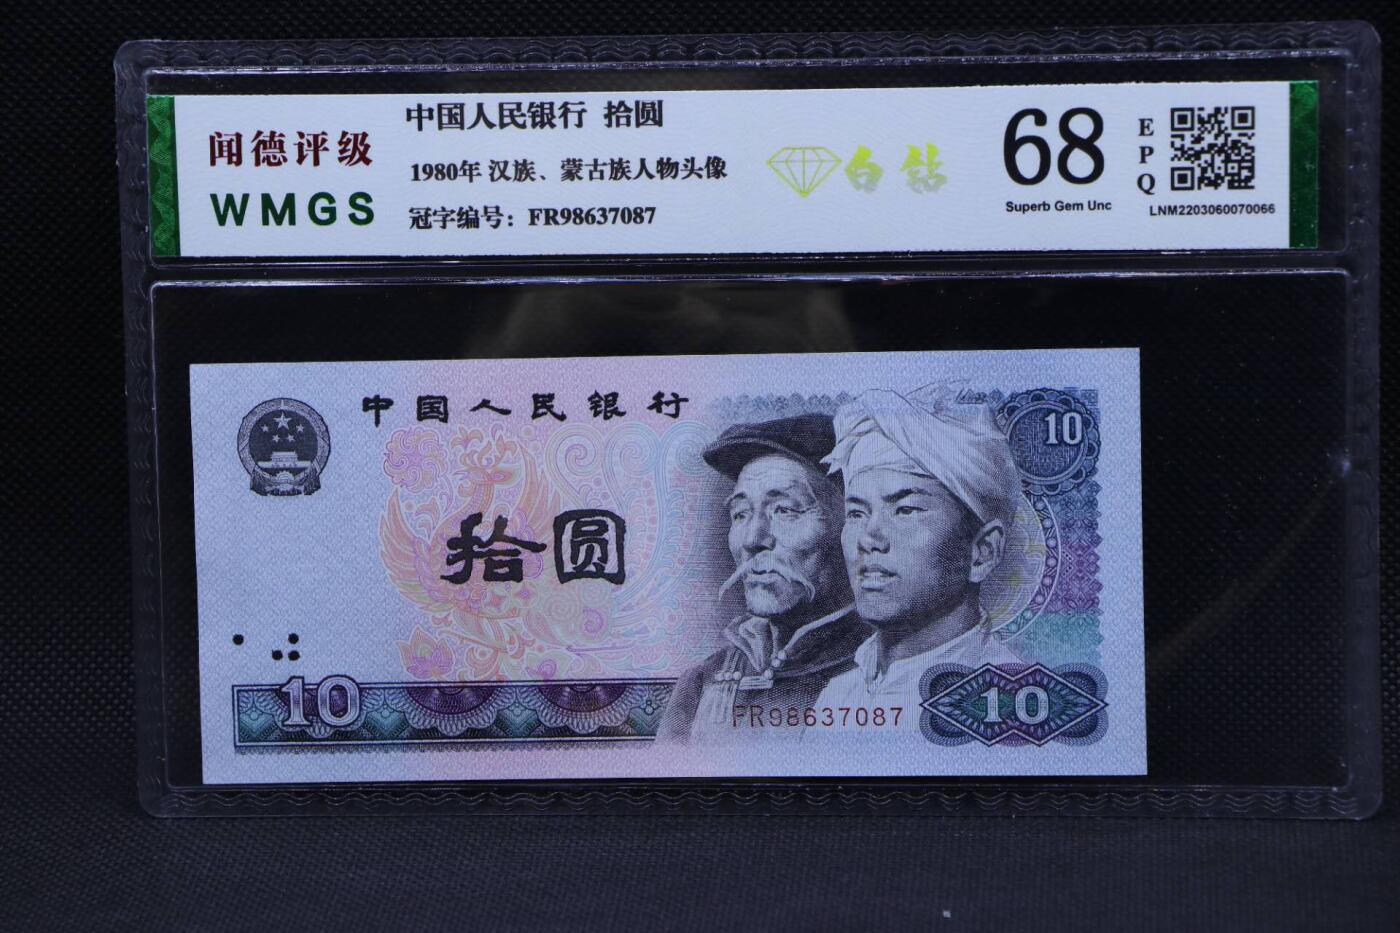 闻德评级
WMGS
中国人民银行 拾圆
1980年 汉族、蒙古族人物头像
冠字编号：FR98637087
白钻
68
Superb Gem Unc
EPQ
LNM2203060070066
中国人民银行
10
拾圆
10
FR98637087
10